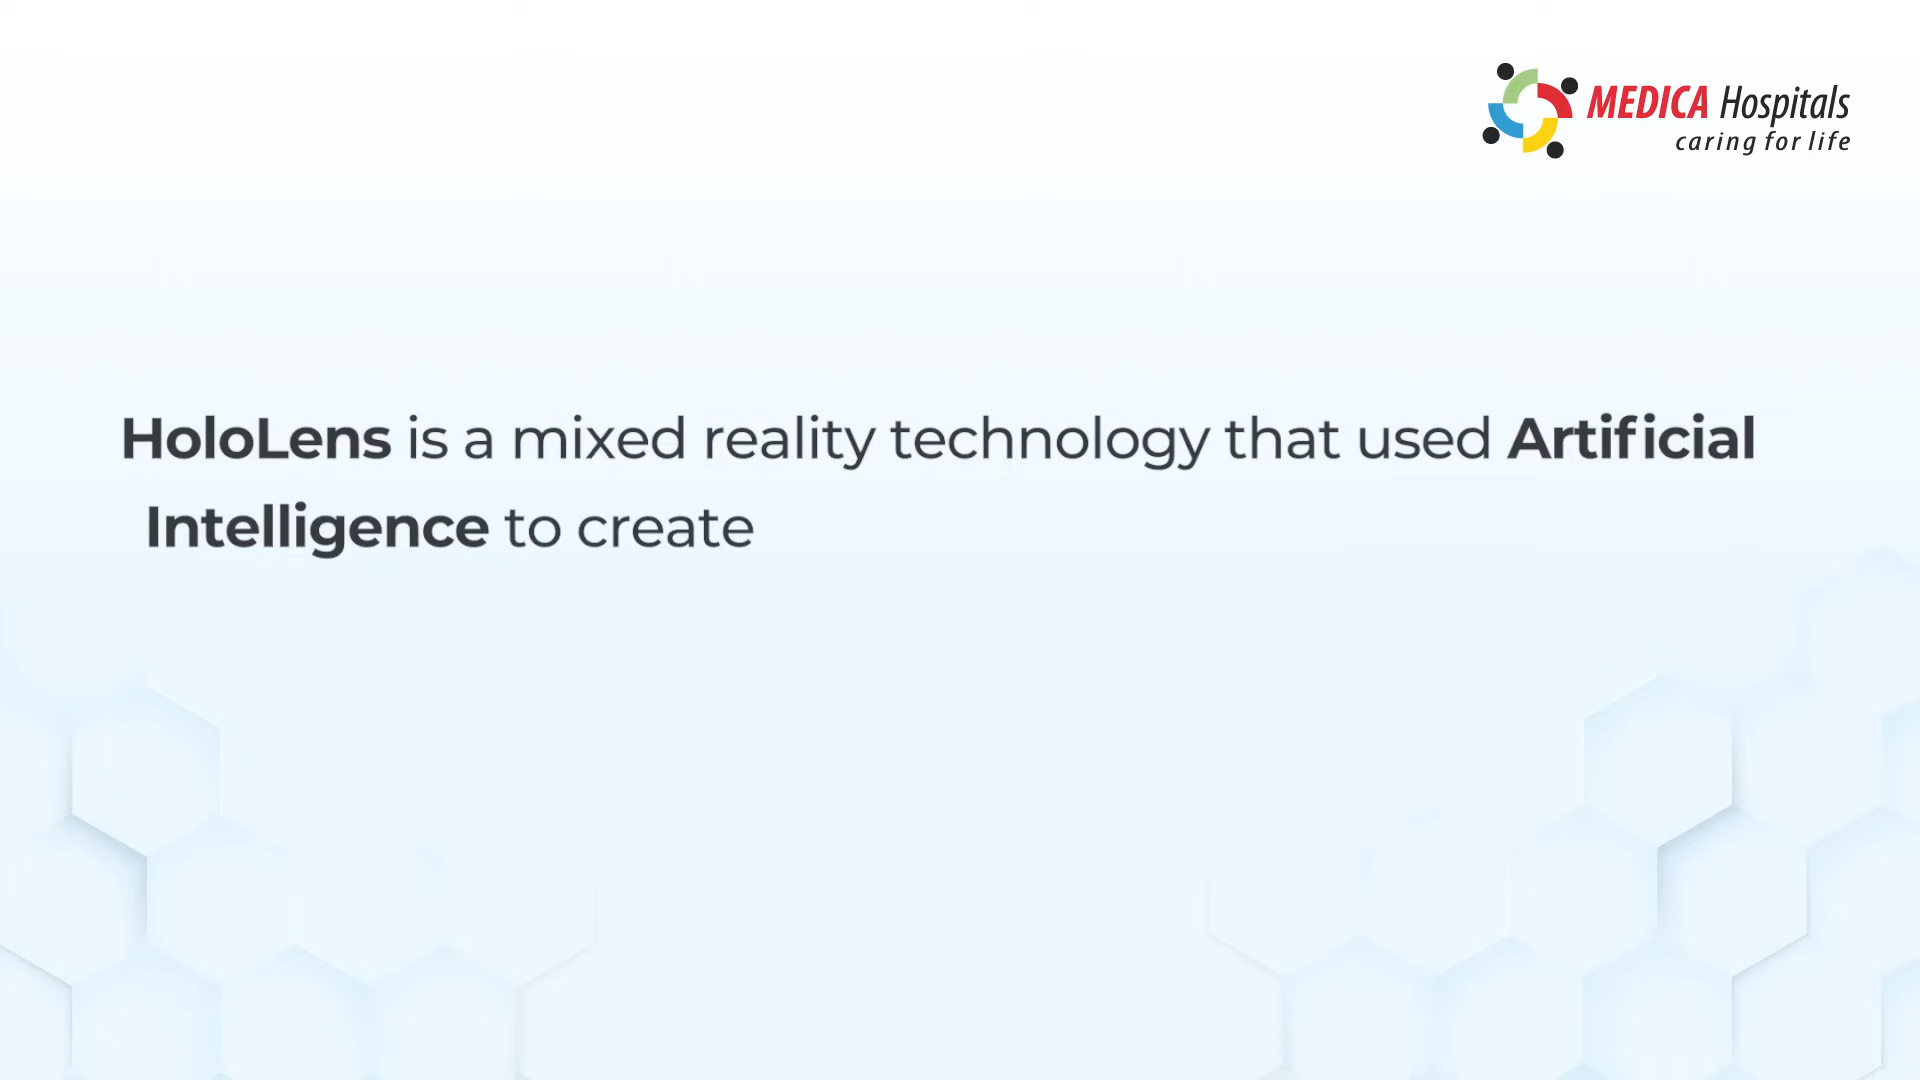 MEDICA Hospitals
caring for life
HoloLens is a mixed reality technology that used Artificial
Intelligence to create